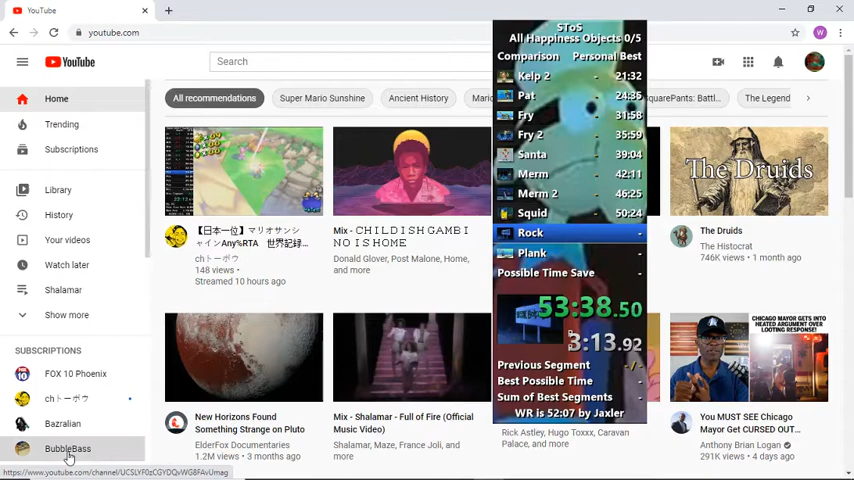 YouTube
youtube.com
W
YouTube
Search
Home
Trending
Subscriptions
Library
History
Your videos
Watch later
Shalamar
Show more
SUBSCRIPTIONS
FOX 10 Phoenix
chトーボウ
Bazralian
BubbleBass
https://www.youtube.com/channel/UCSLYF0zCGYDQvWG8FAvUmag
All recommendations
Super Mario Sunshine
Ancient History
Mario
SquarePants: Battl...
The Legend
【日本一位】マリオサンシ
ャインAny%RTA 世界記録...
chトーボウ
148 views •
Streamed 10 hours ago
Mix - C H I L D I S H G A M B I
N O I S H O M E
Donald Glover, Post Malone, Home,
and more
SToS
All Happiness Objects 0/5
Comparison Personal Best
Kelp 2 - 21:32
Pat - 24:35
Fry - 31:58
Fry 2 - 35:59
Santa - 39:04
Merm - 42:11
Merm 2 - 46:25
Squid - 50:24
Rock -
Plank -
Possible Time Save -
53:38.50
3:13.92
Previous Segment -/-
Best Possible Time -
Sum of Best Segments -
WR is 52:07 by Jaxler
The Druids
The Druids
The Histocrat
746K views • 1 month ago
New Horizons Found
Something Strange on Pluto
ElderFox Documentaries
1.2M views • 3 months ago
Mix - Shalamar - Full of Fire (Official
Music Video)
Shalamar, Maze, France Joli, and
more
Rick Astley, Hugo Toxxx, Caravan
Palace, and more
CHICAGO MAYOR GETS INTO
HEATED ARGUMENT OVER
LOOTING RESPONSE!
You MUST SEE Chicago
Mayor Get CURSED OUT...
Anthony Brian Logan
291K views • 4 days ago